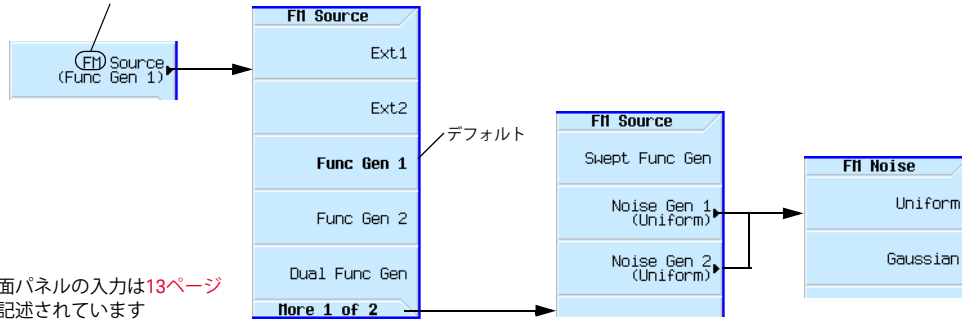 FM Source
(Func Gen 1)
FM Source
Ext1
Ext2
Func Gen 1
デフォルト
Func Gen 2
Dual Func Gen
More 1 of 2
面パネルの入力は13ページ
記述されています
FM Source
Swept Func Gen
Noise Gen 1
(Uniform)
Noise Gen 2
(Uniform)
FM Noise
Uniform
Gaussian